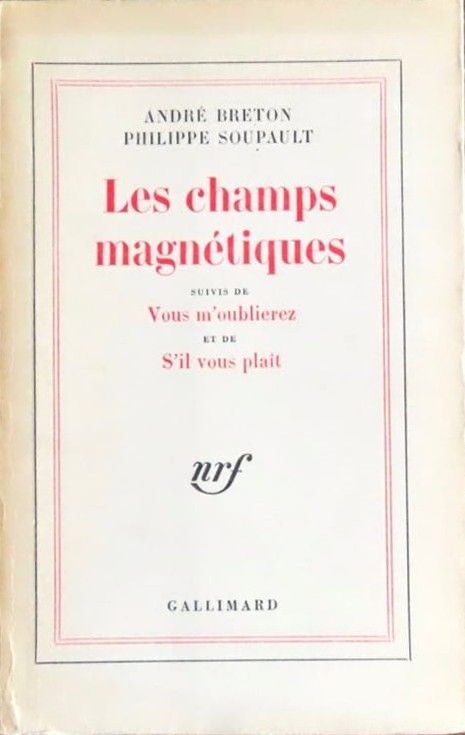 ANDRÉ BRETON
PHILIPPE SOUPAULT
Les champs
magnétiques
SUIVIS DE
Vous m'oublierez
ET DE
S'il vous plait
nrf
GALLIMARD